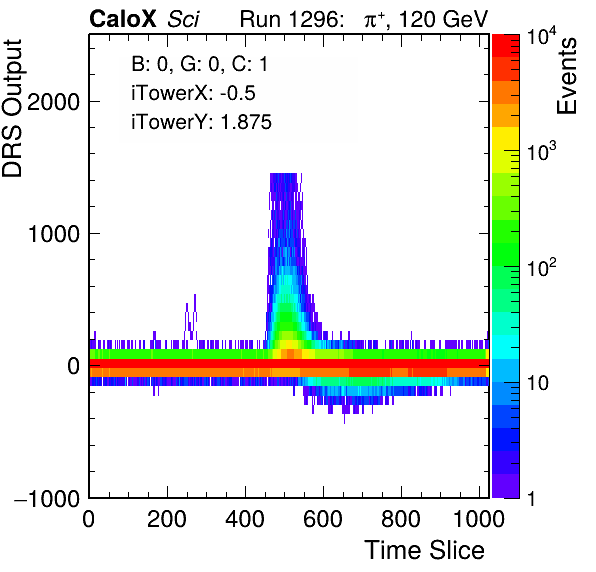 CaloX Sci Run 1296: π⁺, 120 GeV
B: 0, G: 0, C: 1
iTowerX: -0.5
iTowerY: 1.875
DRS Output
2000
1000
0
−1000
0 200 400 600 800 1000
Time Slice
Events
10⁴
10³
10²
10
1